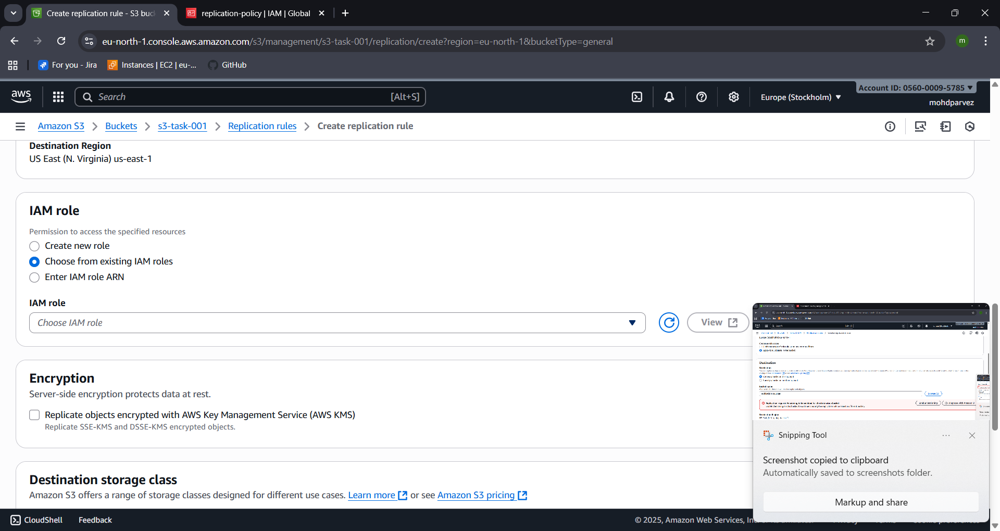 Create replication rule - S3 buc
replication-policy | IAM | Global
eu-north-1.console.aws.amazon.com/s3/management/s3-task-001/replication/create?region=eu-north-1&bucketType=general
m
For you - Jira
Instances | EC2 | eu-...
GitHub
aws
Search
[Alt+S]
Europe (Stockholm)
Account ID: 0560-0009-5785
mohdparvez
Amazon S3
Buckets
s3-task-001
Replication rules
Create replication rule
Destination Region
US East (N. Virginia) us-east-1
IAM role
Permission to access the specified resources
Create new role
Choose from existing IAM roles
Enter IAM role ARN
IAM role
Choose IAM role
View
Encryption
Server-side encryption protects data at rest.
Replicate objects encrypted with AWS Key Management Service (AWS KMS)
Replicate SSE-KMS and DSSE-KMS encrypted objects.
Destination storage class
Amazon S3 offers a range of storage classes designed for different use cases. Learn more or see Amazon S3 pricing
Destination
Snipping Tool
Screenshot copied to clipboard
Automatically saved to screenshots folder.
Markup and share
CloudShell
Feedback
© 2025, Amazon Web Services,